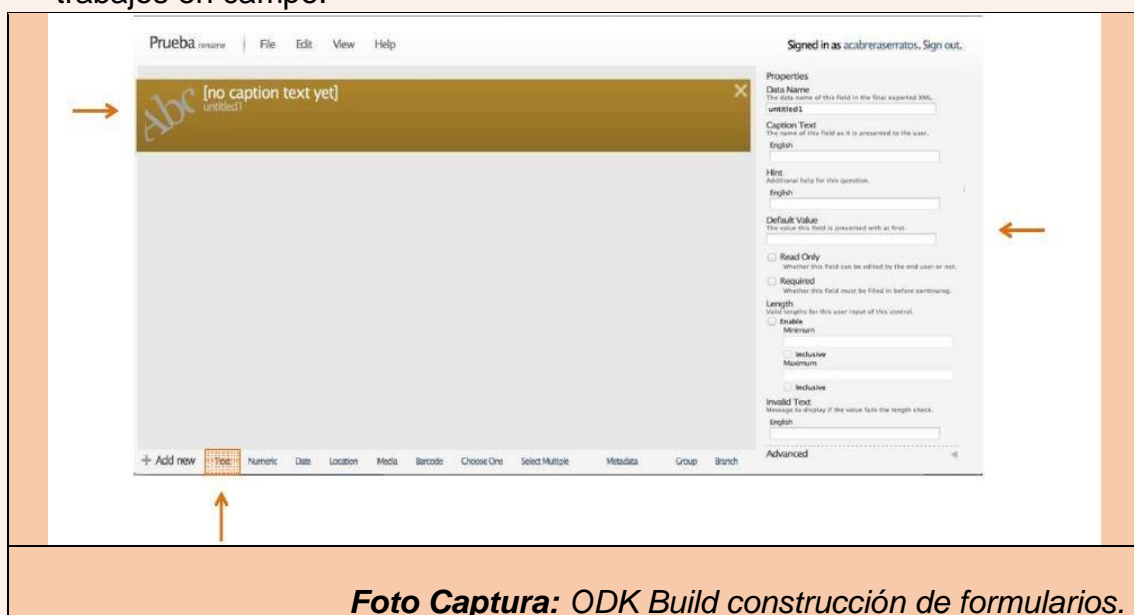 trabajos en campo.
Prueba rename | File Edit View Help
Signed in as acabreraserratos. Sign out.
Abc
[no caption text yet]
untitled1
Properties
Data Name
The data name of this field in the final exported XML.
untitled1
Caption Text
The name of this field as it is presented to the user.
English
Hint
Additional help for this question.
English
Default Value
The value this field is presented with at first.
Read Only
Whether this field can be edited by the end user or not.
Required
Whether this field must be filled in before continuing.
Length
Valid lengths for this user input of this control.
Enable
Minimum
Inclusive
Maximum
Inclusive
Invalid Text
Message to display if the value fails the length check.
English
Advanced
+ Add new Text Numeric Date Location Media Barcode Choose One Select Multiple Metadata Group Branch
Foto Captura: ODK Build construcción de formularios.